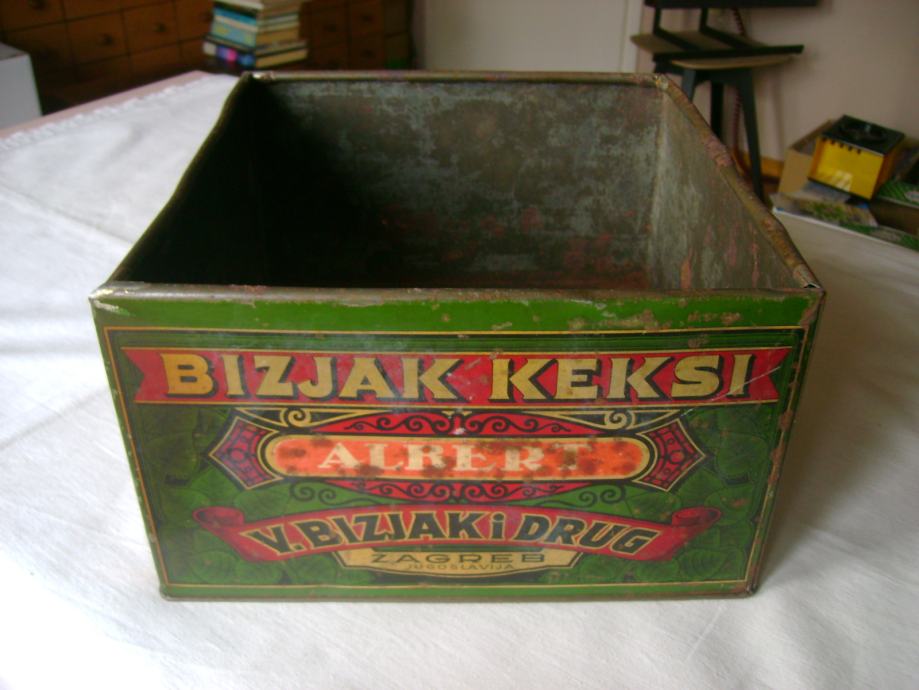 BIZJAK KEKSI
ALBERT
V. BIZJAK i DRUG
ZAGREB
JUGOSLAVIJA